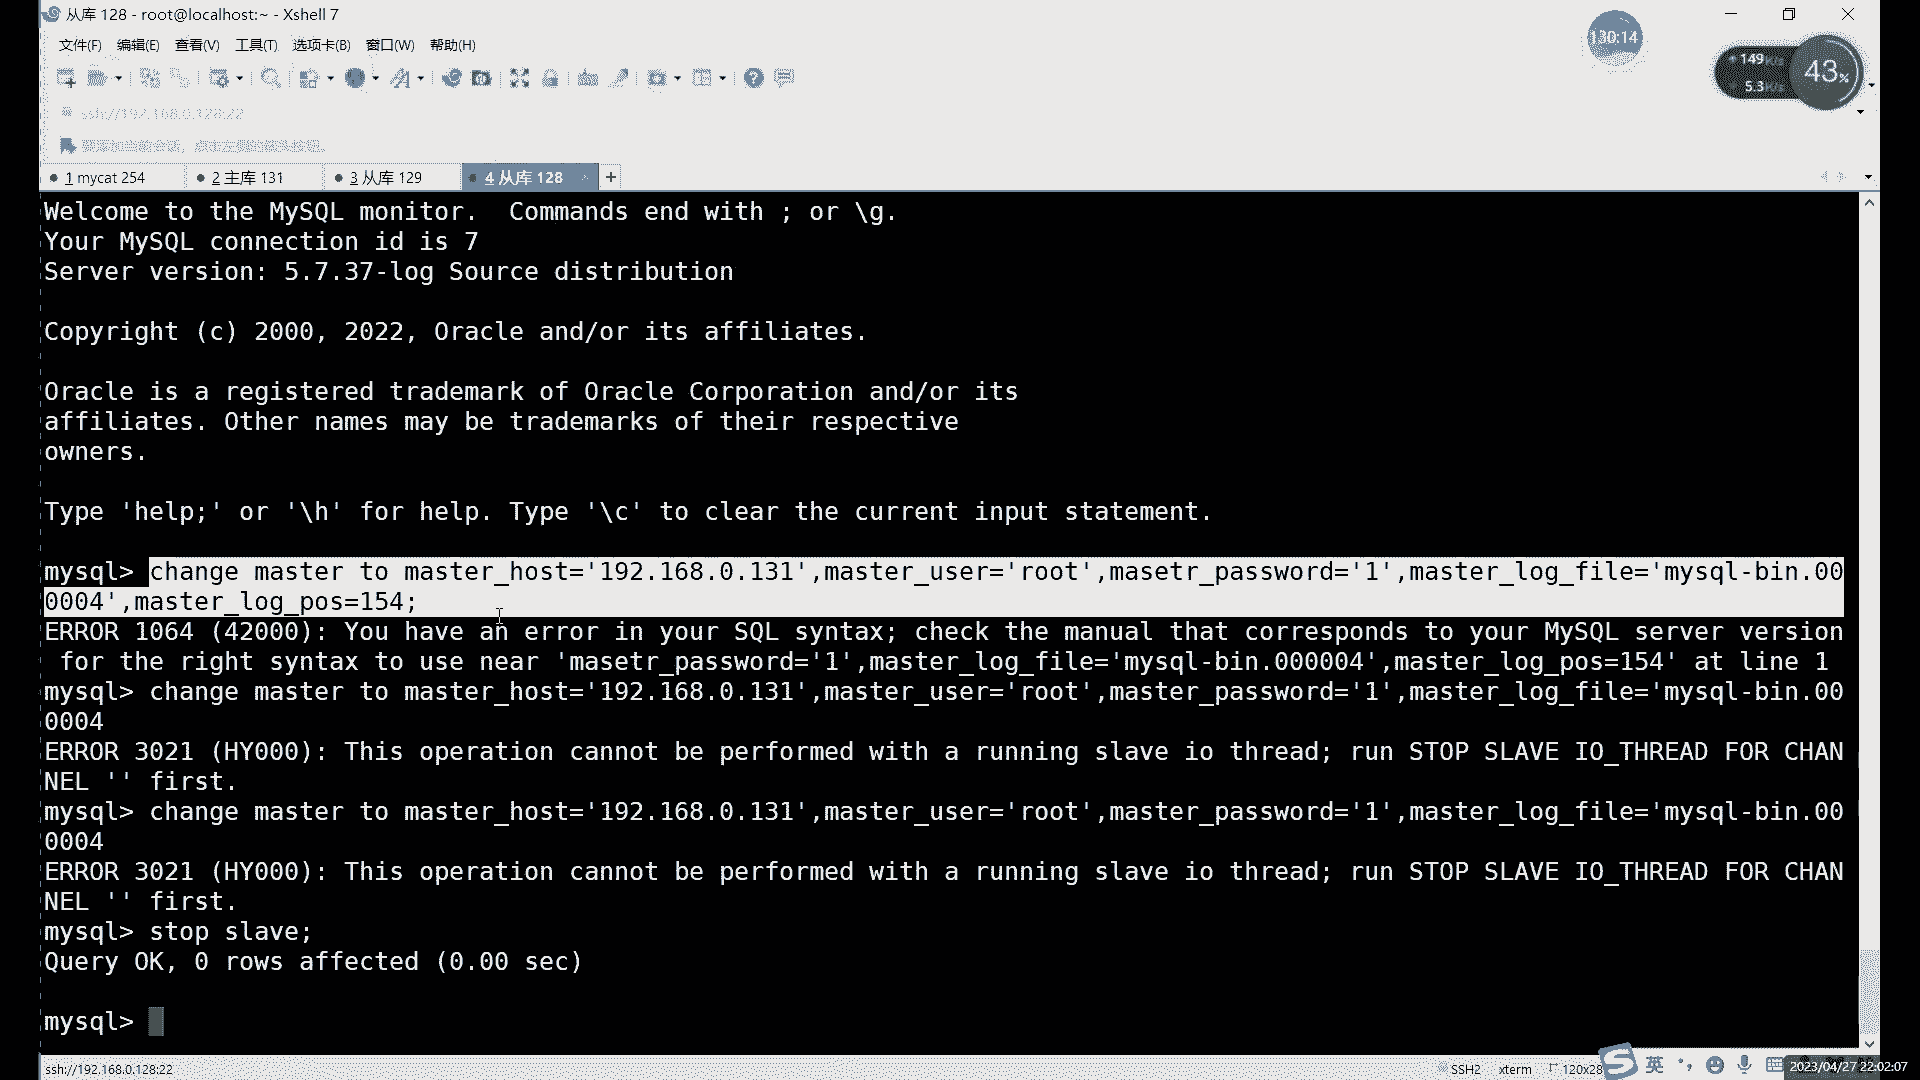 从库 128 - root@localhost:~ - Xshell 7
130:14
文件(F) 编辑(E) 查看(V) 工具(T) 选项卡(B) 窗口(W) 帮助(H)
149K/s
5.3K/s
43%
ssh://192.168.0.128:22
1 mycat 254 2 主库 131 3 从库 129 4 从库 128
Welcome to the MySQL monitor.  Commands end with ; or \g.
Your MySQL connection id is 7
Server version: 5.7.37-log Source distribution
Copyright (c) 2000, 2022, Oracle and/or its affiliates.
Oracle is a registered trademark of Oracle Corporation and/or its
affiliates. Other names may be trademarks of their respective
owners.
Type 'help;' or '\h' for help. Type '\c' to clear the current input statement.
mysql> change master to master_host='192.168.0.131',master_user='root',masetr_password='1',master_log_file='mysql-bin.00
0004',master_log_pos=154;
ERROR 1064 (42000): You have an error in your SQL syntax; check the manual that corresponds to your MySQL server version
 for the right syntax to use near 'masetr_password='1',master_log_file='mysql-bin.000004',master_log_pos=154' at line 1
mysql> change master to master_host='192.168.0.131',master_user='root',master_password='1',master_log_file='mysql-bin.00
0004
ERROR 3021 (HY000): This operation cannot be performed with a running slave io thread; run STOP SLAVE IO_THREAD FOR CHAN
NEL '' first.
mysql> change master to master_host='192.168.0.131',master_user='root',master_password='1',master_log_file='mysql-bin.00
0004
ERROR 3021 (HY000): This operation cannot be performed with a running slave io thread; run STOP SLAVE IO_THREAD FOR CHAN
NEL '' first.
mysql> stop slave;
Query OK, 0 rows affected (0.00 sec)
mysql>
ssh://192.168.0.128:22 SSH2 xterm 120x28 英 2023/04/27 22:02:07